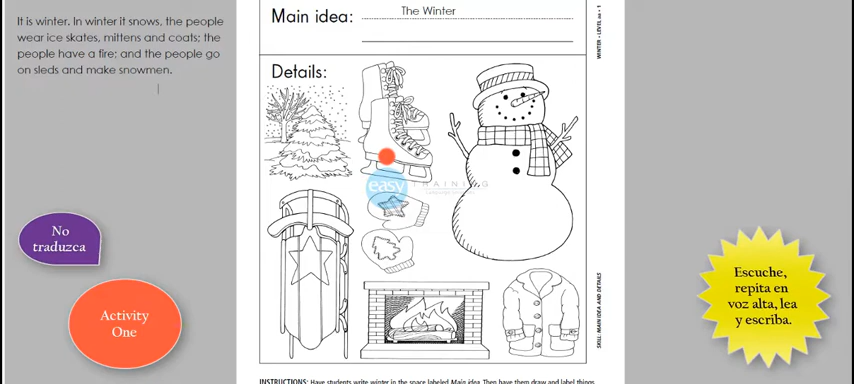 It is winter. In winter it snows, the people
wear ice skates, mittens and coats; the
people have a fire; and the people go
on sleds and make snowmen.
Main idea: The Winter
Details:
easy TRAINING
No
traduzca
Activity
One
Escuche,
repita en
voz alta, lea
y escriba.
SKILL: MAIN IDEA AND DETAILS
INSTRUCTIONS: Have students write winter in the space labeled Main idea. Then have them draw and label things